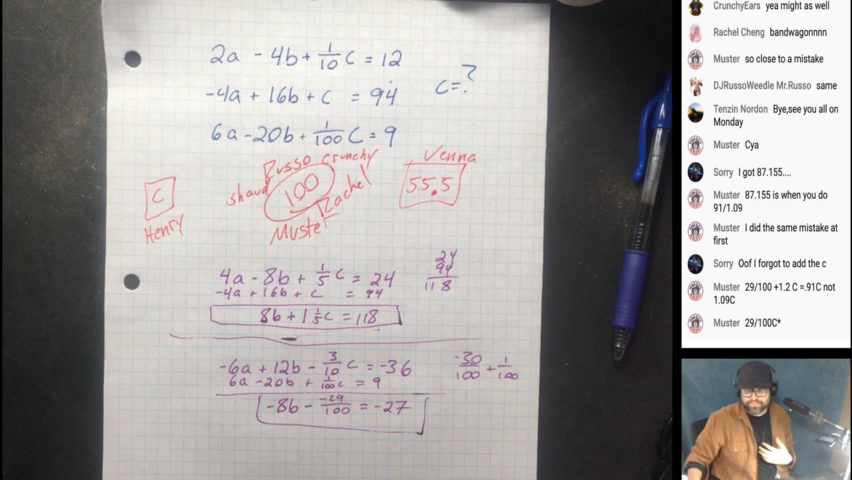 2a - 4b + 1/10 C = 12
-4a + 16b + C = 94
C = ?
6a - 20b + 1/100 C = 9
C
Henry
Russo Crunchy
shaud
100
Rachel
Muster
Venna
55.5
24
94
118
4a - 8b + 1/5 C = 24
-4a + 16b + C = 94
8b + 1 1/5 C = 118
-6a + 12b - 3/10 C = -36
6a - 20b + 1/100 C = 9
-8b - -29/100 = -27
-30/100 + 1/100
CrunchyEars yea might as well
Rachel Cheng bandwagonnnn
Muster so close to a mistake
DJRussoWeedle Mr.Russo same
Tenzin Nordon Bye,see you all on
Monday
Muster Cya
Sorry I got 87.155....
Muster 87.155 is when you do
91/1.09
Muster I did the same mistake at
first
Sorry Oof I forgot to add the c
Muster 29/100 +1.2 C =.91C not
1.09C
Muster 29/100C*